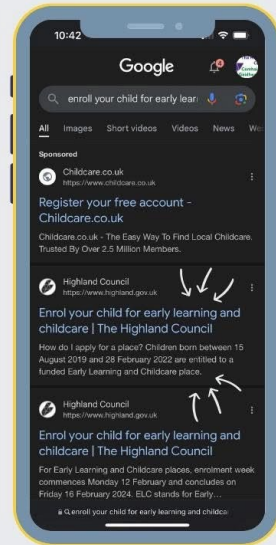 10:42
Google
4
enroll your child for early lear
All Images Short videos Videos News We
Sponsored
Childcare.co.uk
https://www.childcare.co.uk
Register your free account -
Childcare.co.uk
Childcare.co.uk - The Easy Way To Find Local Childcare.
Trusted By Over 2.5 Million Members.
Highland Council
https://www.highland.gov.uk
Enrol your child for early learning and
childcare | The Highland Council
How do I apply for a place? Children born between 15
August 2019 and 28 February 2022 are entitled to a
funded Early Learning and Childcare place.
Highland Council
https://www.highland.gov.uk
Enrol your child for early learning and
childcare | The Highland Council
For Early Learning and Childcare places, enrolment week
commences Monday 12 February and concludes on
Friday 16 February 2024. ELC stands for Early...
enroll your child for early learning and childca